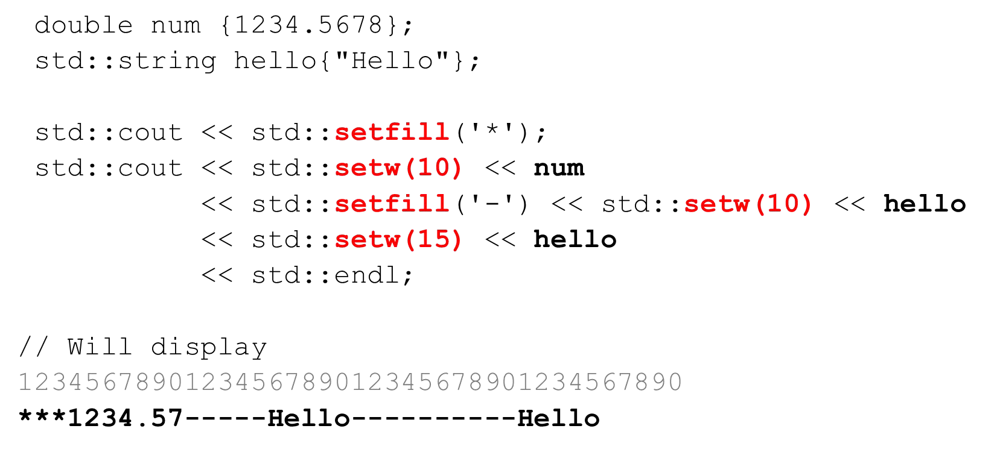 double num {1234.5678};
std::string hello{"Hello"};
std::cout << std::setfill('*');
std::cout << std::setw(10) << num
<< std::setfill('-') << std::setw(10) << hello
<< std::setw(15) << hello
<< std::endl;
// Will display
1234567890123456789012345678901234567890
***1234.57-----Hello----------Hello